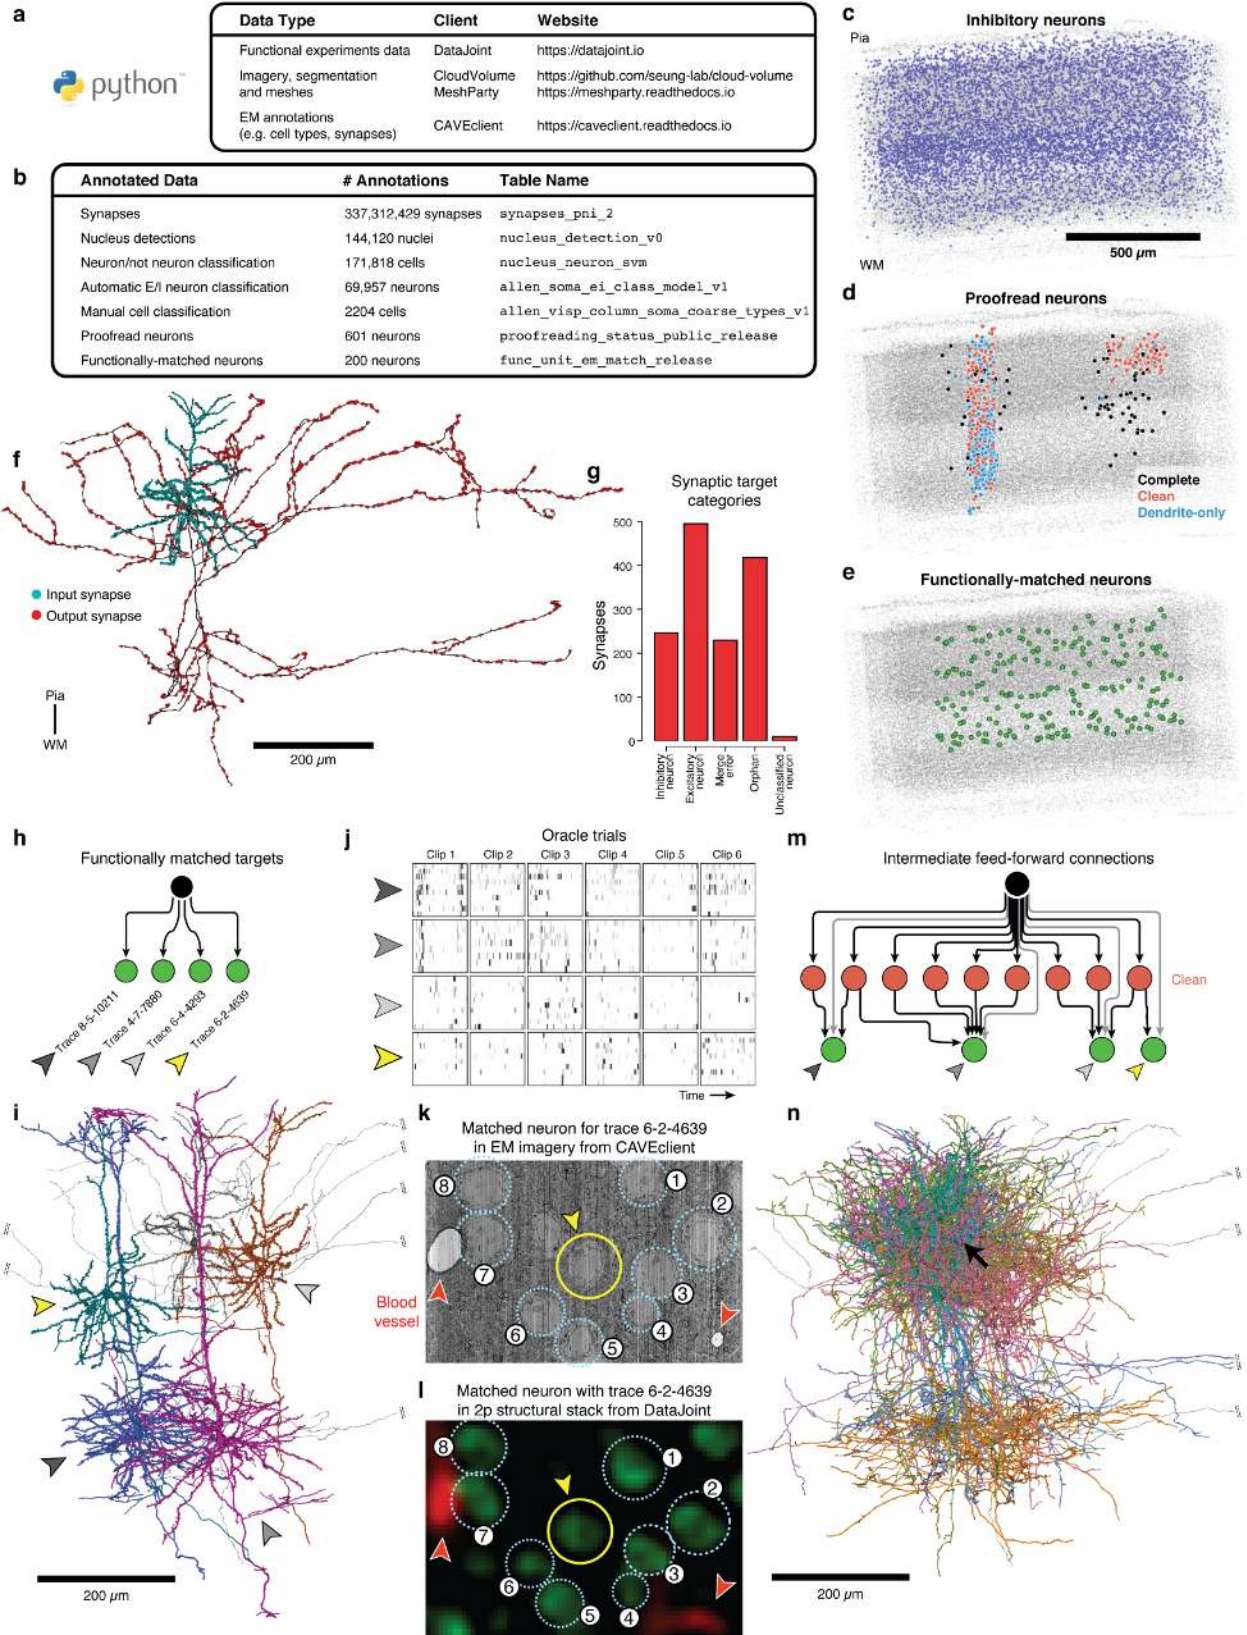 a
python™
Data Type Client Website
Functional experiments data DataJoint https://datajoint.io
Imagery, segmentation and meshes CloudVolume https://github.com/seung-lab/cloud-volume
MeshParty https://meshparty.readthedocs.io
EM annotations (e.g. cell types, synapses) CAVEclient https://caveclient.readthedocs.io
b
Annotated Data # Annotations Table Name
Synapses 337,312,429 synapses synapses_pni_2
Nucleus detections 144,120 nuclei nucleus_detection_v0
Neuron/not neuron classification 171,818 cells nucleus_neuron_svm
Automatic E/I neuron classification 69,957 neurons allen_soma_ei_class_model_v1
Manual cell classification 2204 cells allen_visp_column_soma_coarse_types_v1
Proofread neurons 601 neurons proofreading_status_public_release
Functionally-matched neurons 200 neurons func_unit_em_match_release
c
Inhibitory neurons
Pia
WM
500 µm
d
Proofread neurons
Complete
Clean
Dendrite-only
e
Functionally-matched neurons
f
Input synapse
Output synapse
Pia
WM
200 µm
g
Synaptic target
categories
Synapses
500
400
300
200
100
0
Inhibitory neuron
Excitatory neuron
Merge error
Orphan
Unclassified neuron
h
Functionally matched targets
Trace 8-5-10211
Trace 4-7-7880
Trace 6-4-4293
Trace 6-2-4639
i
200 µm
j
Oracle trials
Clip 1 Clip 2 Clip 3 Clip 4 Clip 5 Clip 6
Time
k
Matched neuron for trace 6-2-4639
in EM imagery from CAVEclient
1
2
3
4
5
6
7
8
Blood
vessel
l
Matched neuron with trace 6-2-4639
in 2p structural stack from DataJoint
1
2
3
4
5
6
7
8
m
Intermediate feed-forward connections
Clean
n
200 µm